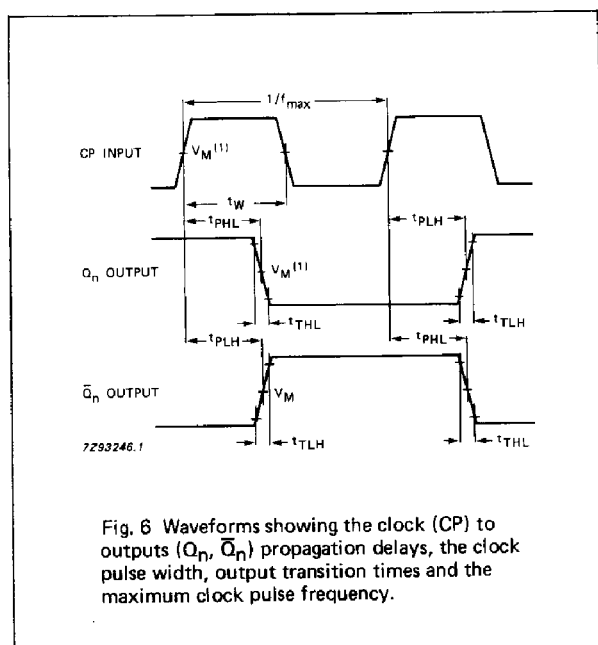 1/fmax
CP INPUT
VM(1)
tW
tPHL
tPLH
Qn OUTPUT
VM(1)
tTHL
tTLH
tPLH
tPHL
Q̅n OUTPUT
VM
7Z93246.1
tTLH
tTHL
Fig. 6 Waveforms showing the clock (CP) to
outputs (Qn, Q̅n) propagation delays, the clock
pulse width, output transition times and the
maximum clock pulse frequency.